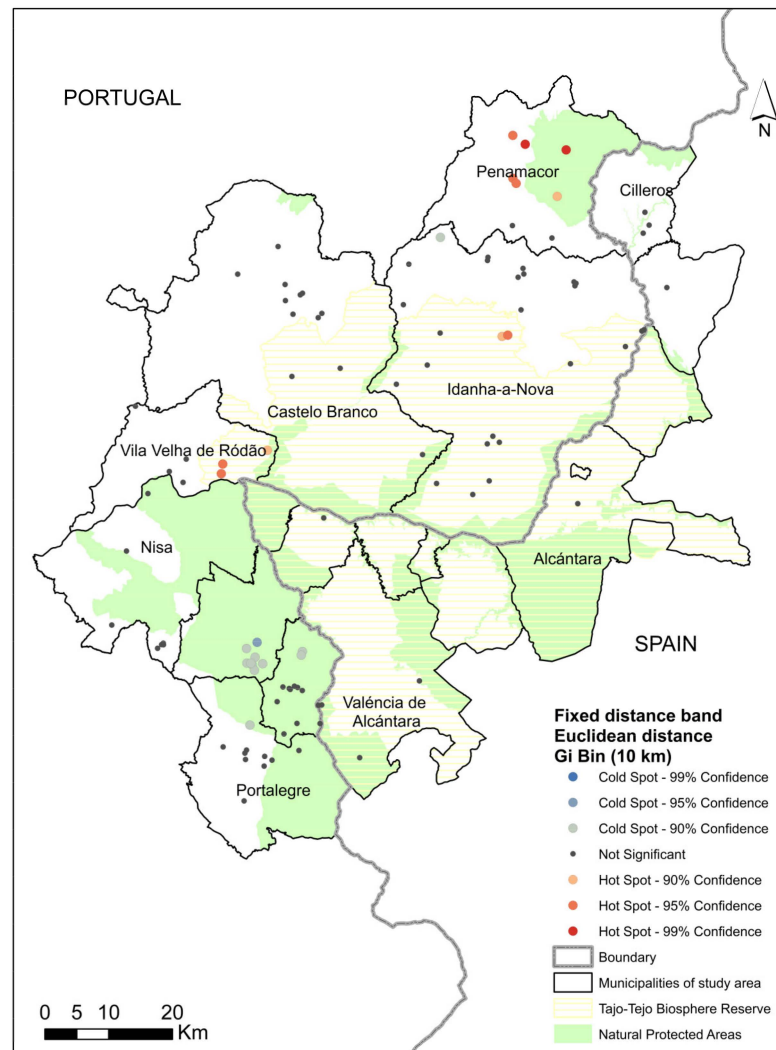 PORTUGAL
N
Penamacor
Cilleros
Idanha-a-Nova
Castelo Branco
Vila Velha de Ródão
Nisa
Alcántara
SPAIN
Valéncia de
Alcántara
Portalegre
Fixed distance band
Euclidean distance
Gi Bin (10 km)
Cold Spot - 99% Confidence
Cold Spot - 95% Confidence
Cold Spot - 90% Confidence
Not Significant
Hot Spot - 90% Confidence
Hot Spot - 95% Confidence
Hot Spot - 99% Confidence
Boundary
Municipalities of study area
Tajo-Tejo Biosphere Reserve
Natural Protected Areas
0 5 10 20
Km